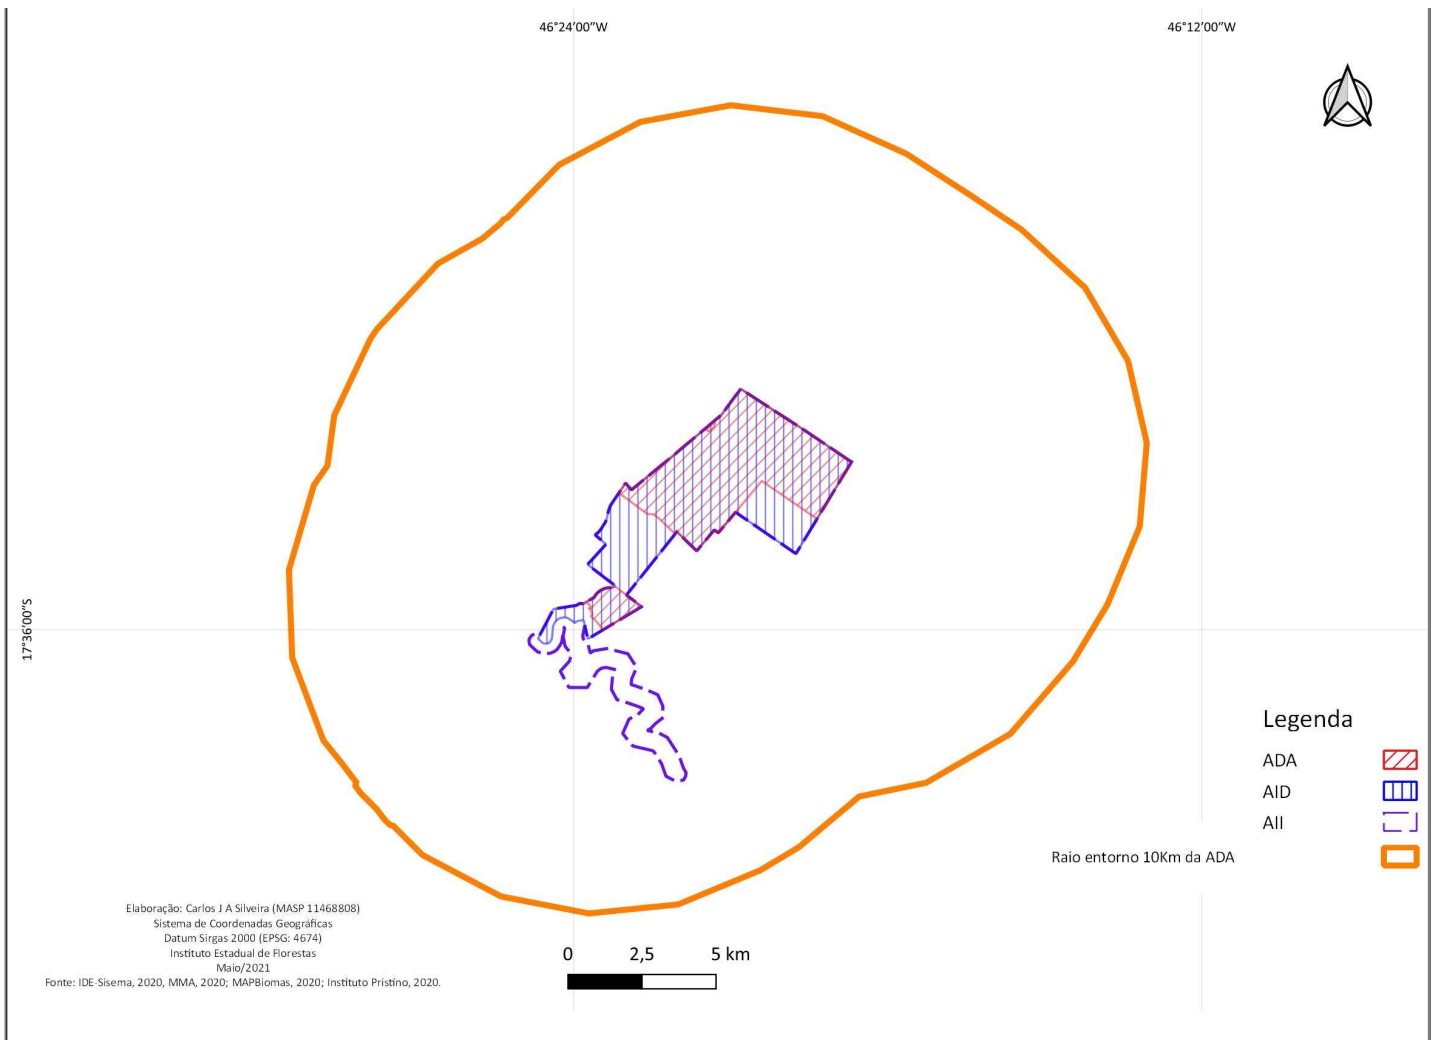 46°24'00"W
46°12'00"W
17°36'00"S
Legenda
ADA
AID
AII
Raio entorno 10Km da ADA
Elaboração: Carlos J A Silveira (MASP 11468808)
Sistema de Coordenadas Geográficas
Datum Sirgas 2000 (EPSG: 4674)
Instituto Estadual de Florestas
Maio/2021
Fonte: IDE-Sisema, 2020, MMA, 2020; MAPBiomas, 2020; Instituto Prístino, 2020.
0 2,5 5 km